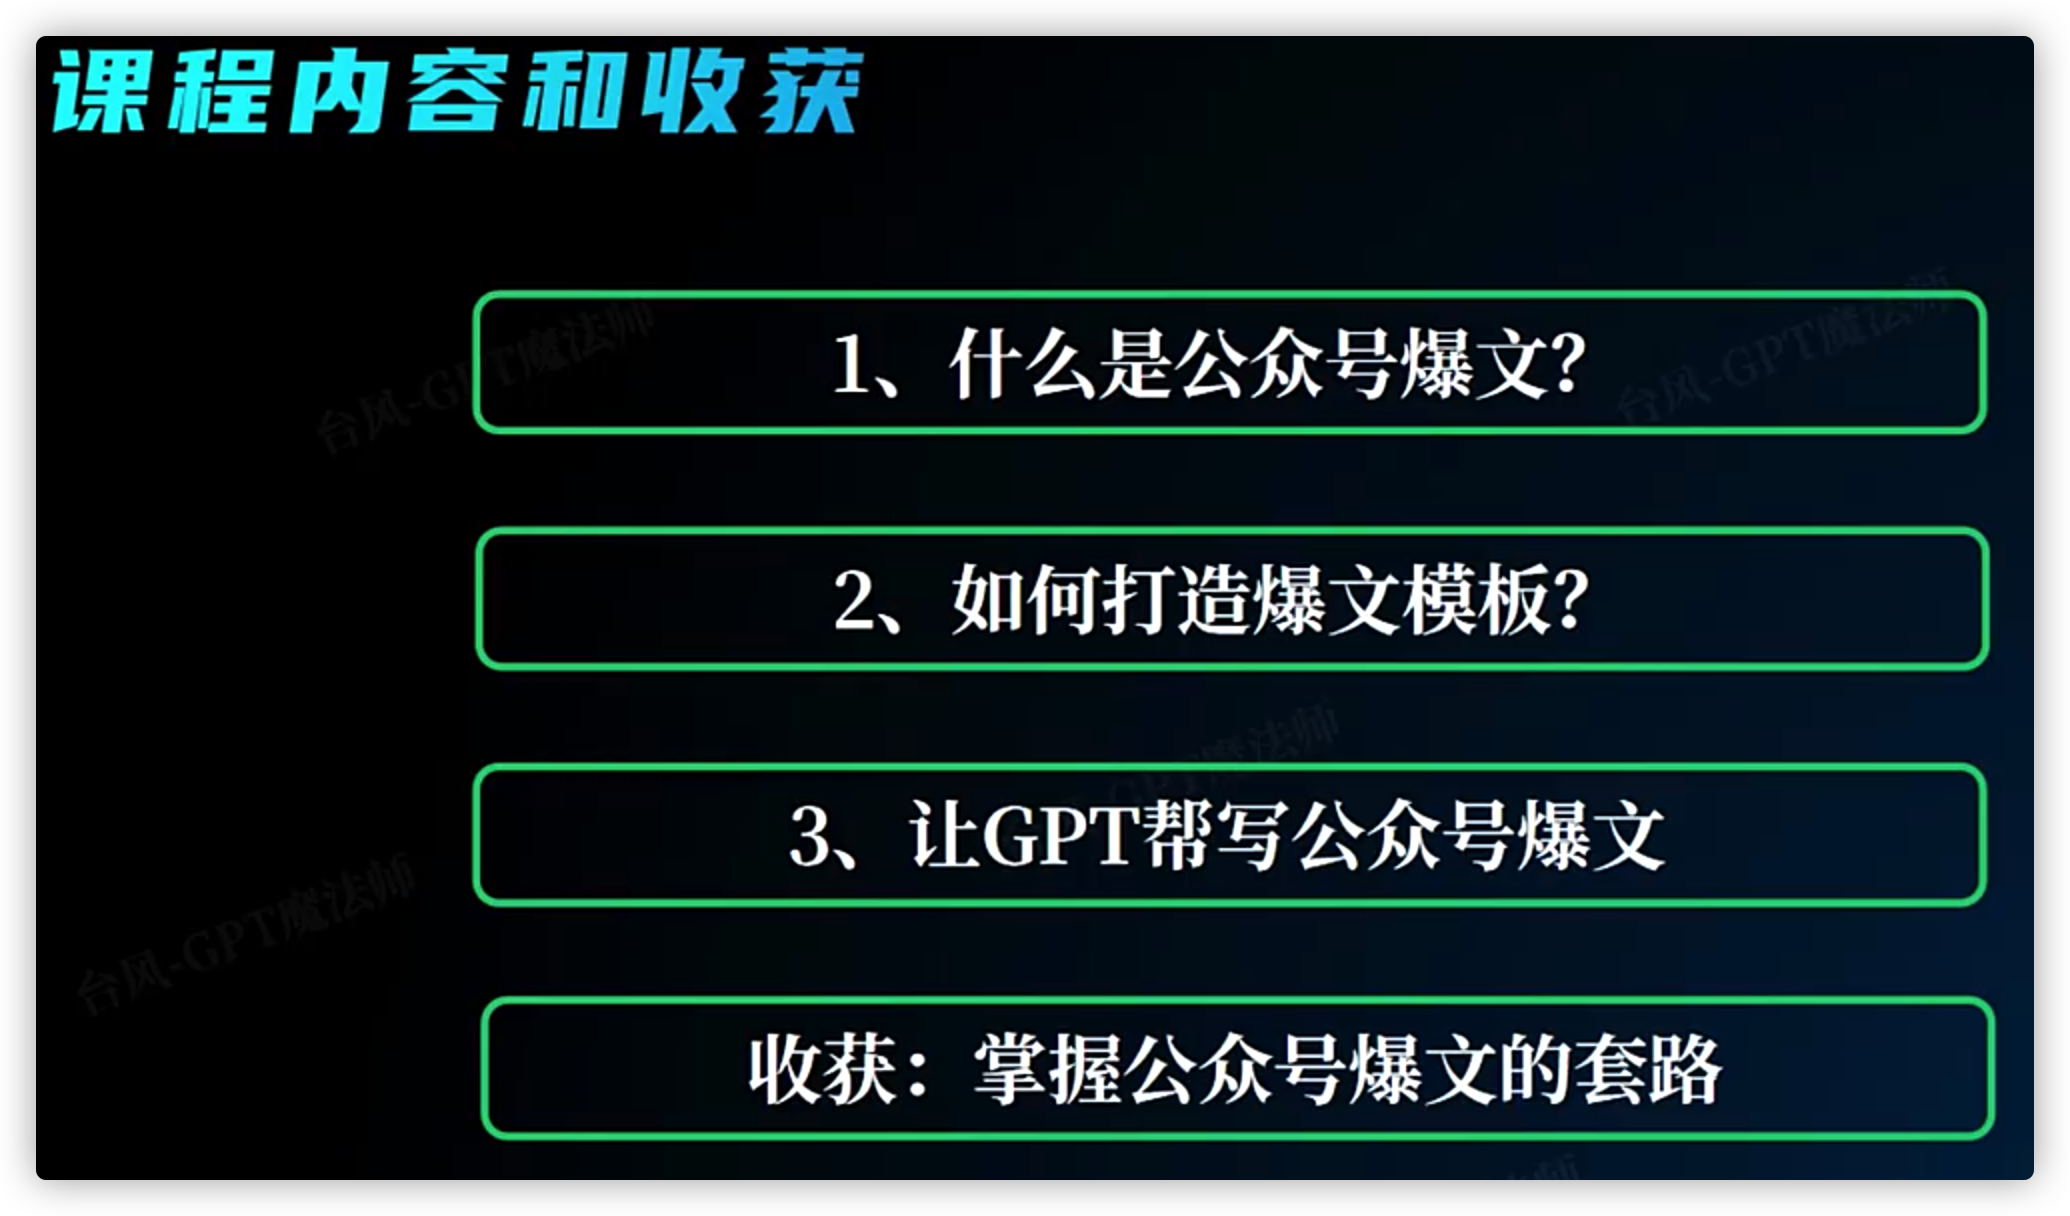 课程内容和收获
台风-GPT魔法师
台风-GPT魔法师
1、什么是公众号爆文？
2、如何打造爆文模板？
GPT魔法师
3、让GPT帮写公众号爆文
台风-GPT魔法师
收获：掌握公众号爆文的套路